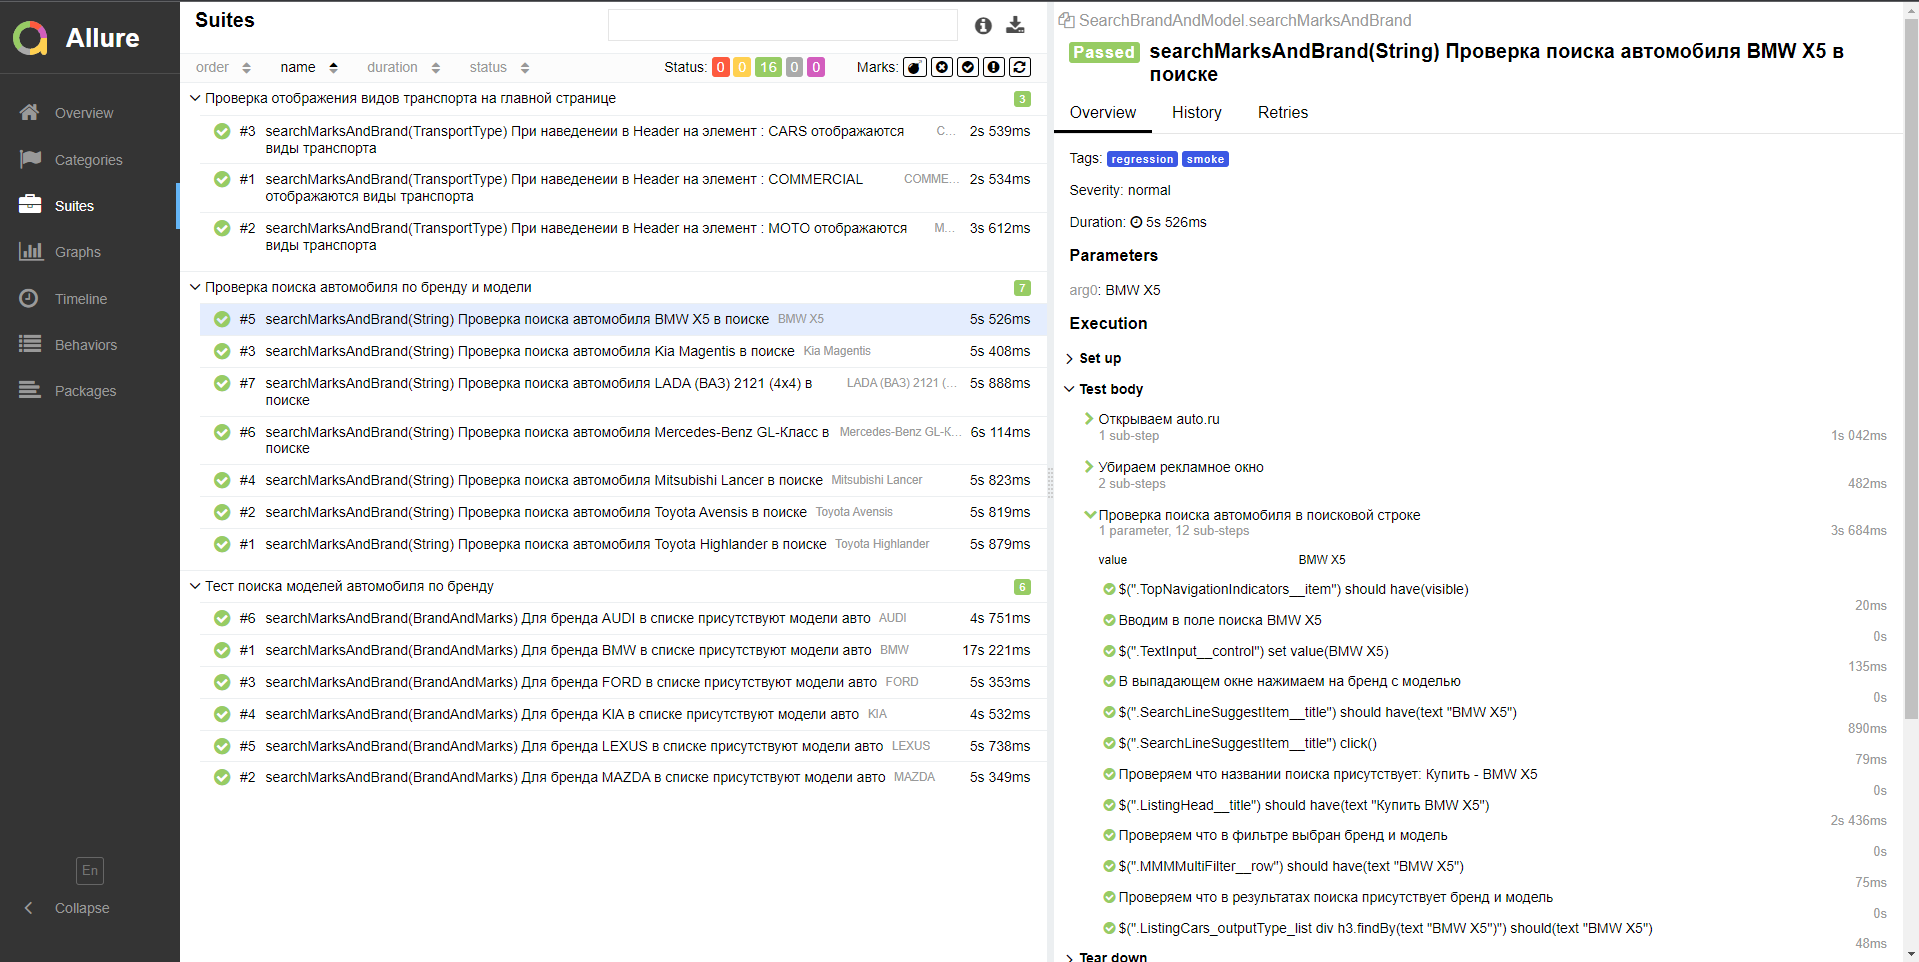 Allure
Overview
Categories
Suites
Graphs
Timeline
Behaviors
Packages
En
Collapse
Suites
order name duration status Status: 0 0 16 0 0 Marks:
Проверка отображения видов транспорта на главной странице 3
#3 searchMarksAndBrand(TransportType) При наведенеии в Header на элемент : CARS отображаются C... 2s 539ms
виды транспорта
#1 searchMarksAndBrand(TransportType) При наведенеии в Header на элемент : COMMERCIAL COMME... 2s 534ms
отображаются виды транспорта
#2 searchMarksAndBrand(TransportType) При наведенеии в Header на элемент : MOTO отображаются M... 3s 612ms
виды транспорта
Проверка поиска автомобиля по бренду и модели 7
#5 searchMarksAndBrand(String) Проверка поиска автомобиля BMW X5 в поиске BMW X5 5s 526ms
#3 searchMarksAndBrand(String) Проверка поиска автомобиля Kia Magentis в поиске Kia Magentis 5s 408ms
#7 searchMarksAndBrand(String) Проверка поиска автомобиля LADA (ВАЗ) 2121 (4x4) в LADA (ВАЗ) 2121 (... 5s 888ms
поиске
#6 searchMarksAndBrand(String) Проверка поиска автомобиля Mercedes-Benz GL-Класс в Mercedes-Benz GL-К... 6s 114ms
поиске
#4 searchMarksAndBrand(String) Проверка поиска автомобиля Mitsubishi Lancer в поиске Mitsubishi Lancer 5s 823ms
#2 searchMarksAndBrand(String) Проверка поиска автомобиля Toyota Avensis в поиске Toyota Avensis 5s 819ms
#1 searchMarksAndBrand(String) Проверка поиска автомобиля Toyota Highlander в поиске Toyota Highlander 5s 879ms
Тест поиска моделей автомобиля по бренду 6
#6 searchMarksAndBrand(BrandAndMarks) Для бренда AUDI в списке присутствуют модели авто AUDI 4s 751ms
#1 searchMarksAndBrand(BrandAndMarks) Для бренда BMW в списке присутствуют модели авто BMW 17s 221ms
#3 searchMarksAndBrand(BrandAndMarks) Для бренда FORD в списке присутствуют модели авто FORD 5s 353ms
#4 searchMarksAndBrand(BrandAndMarks) Для бренда KIA в списке присутствуют модели авто KIA 4s 532ms
#5 searchMarksAndBrand(BrandAndMarks) Для бренда LEXUS в списке присутствуют модели авто LEXUS 5s 738ms
#2 searchMarksAndBrand(BrandAndMarks) Для бренда MAZDA в списке присутствуют модели авто MAZDA 5s 349ms
SearchBrandAndModel.searchMarksAndBrand
Passed searchMarksAndBrand(String) Проверка поиска автомобиля BMW X5 в
поиске
Overview History Retries
Tags: regression smoke
Severity: normal
Duration: 5s 526ms
Parameters
arg0: BMW X5
Execution
Set up
Test body
Открываем auto.ru
1 sub-step 1s 042ms
Убираем рекламное окно
2 sub-steps 482ms
Проверка поиска автомобиля в поисковой строке
1 parameter, 12 sub-steps 3s 684ms
value BMW X5
$(".TopNavigationIndicators__item") should have(visible)
20ms
Вводим в поле поиска BMW X5
0s
$(".TextInput__control") set value(BMW X5)
135ms
В выпадающем окне нажимаем на бренд с моделью
0s
$(".SearchLineSuggestItem__title") should have(text "BMW X5")
890ms
$(".SearchLineSuggestItem__title") click()
79ms
Проверяем что названии поиска присутствует: Купить - BMW X5
0s
$(".ListingHead__title") should have(text "Купить BMW X5")
2s 436ms
Проверяем что в фильтре выбран бренд и модель
0s
$(".MMMMultiFilter__row") should have(text "BMW X5")
75ms
Проверяем что в результатах поиска присутствует бренд и модель
0s
$(".ListingCars_outputType_list div h3.findBy(text "BMW X5")") should(text "BMW X5")
48ms
Tear down